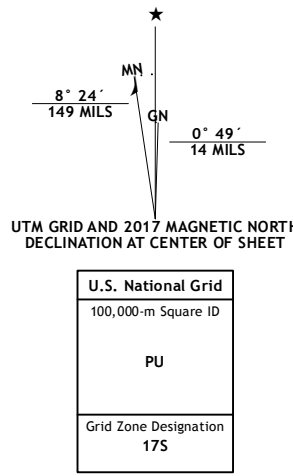 ★
MN
GN
8° 24´
149 MILS
0° 49´
14 MILS
UTM GRID AND 2017 MAGNETIC NORTH
DECLINATION AT CENTER OF SHEET
U.S. National Grid
100,000-m Square ID
PU
Grid Zone Designation
17S